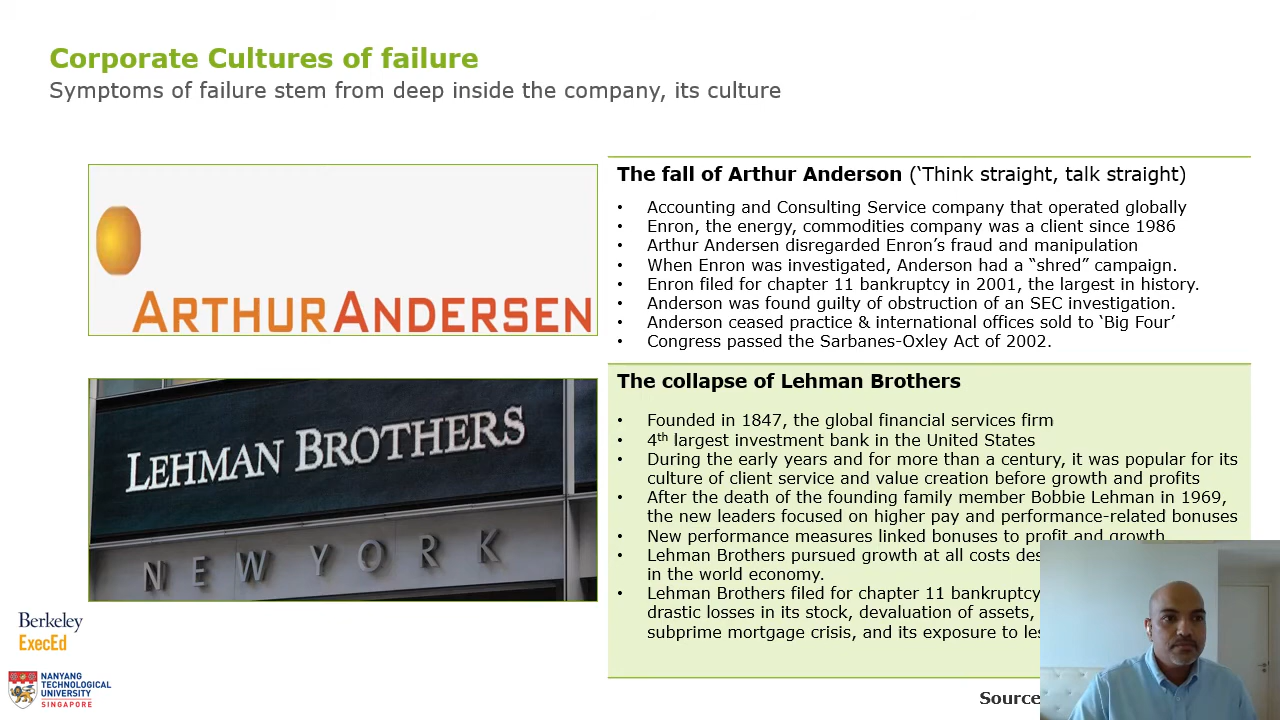 Corporate Cultures of failure
Symptoms of failure stem from deep inside the company, its culture
ARTHURANDERSEN
The fall of Arthur Anderson (‘Think straight, talk straight)
• Accounting and Consulting Service company that operated globally
• Enron, the energy, commodities company was a client since 1986
• Arthur Andersen disregarded Enron’s fraud and manipulation
• When Enron was investigated, Anderson had a “shred” campaign.
• Enron filed for chapter 11 bankruptcy in 2001, the largest in history.
• Anderson was found guilty of obstruction of an SEC investigation.
• Anderson ceased practice & international offices sold to ‘Big Four’
• Congress passed the Sarbanes-Oxley Act of 2002.
LEHMAN BROTHERS
NEW YORK
The collapse of Lehman Brothers
• Founded in 1847, the global financial services firm
• 4th largest investment bank in the United States
• During the early years and for more than a century, it was popular for its
culture of client service and value creation before growth and profits
• After the death of the founding family member Bobbie Lehman in 1969,
the new leaders focused on higher pay and performance-related bonuses
• New performance measures linked bonuses to profit and growth
• Lehman Brothers pursued growth at all costs
in the world economy.
• Lehman Brothers filed for chapter 11 bankruptcy
drastic losses in its stock, devaluation of assets,
subprime mortgage crisis, and its exposure to
Source
Berkeley
ExecEd
NANYANG
TECHNOLOGICAL
UNIVERSITY
SINGAPORE